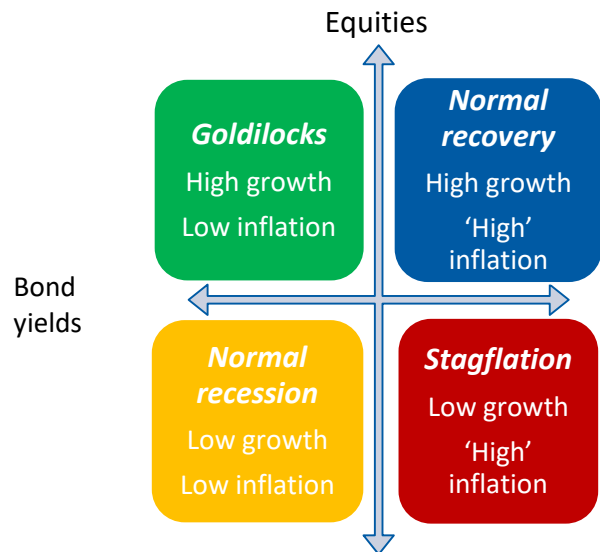 Equities
Goldilocks
High growth
Low inflation
Normal
recovery
High growth
‘High’
inflation
Bond
yields
Normal
recession
Low growth
Low inflation
Stagflation
Low growth
‘High’
inflation